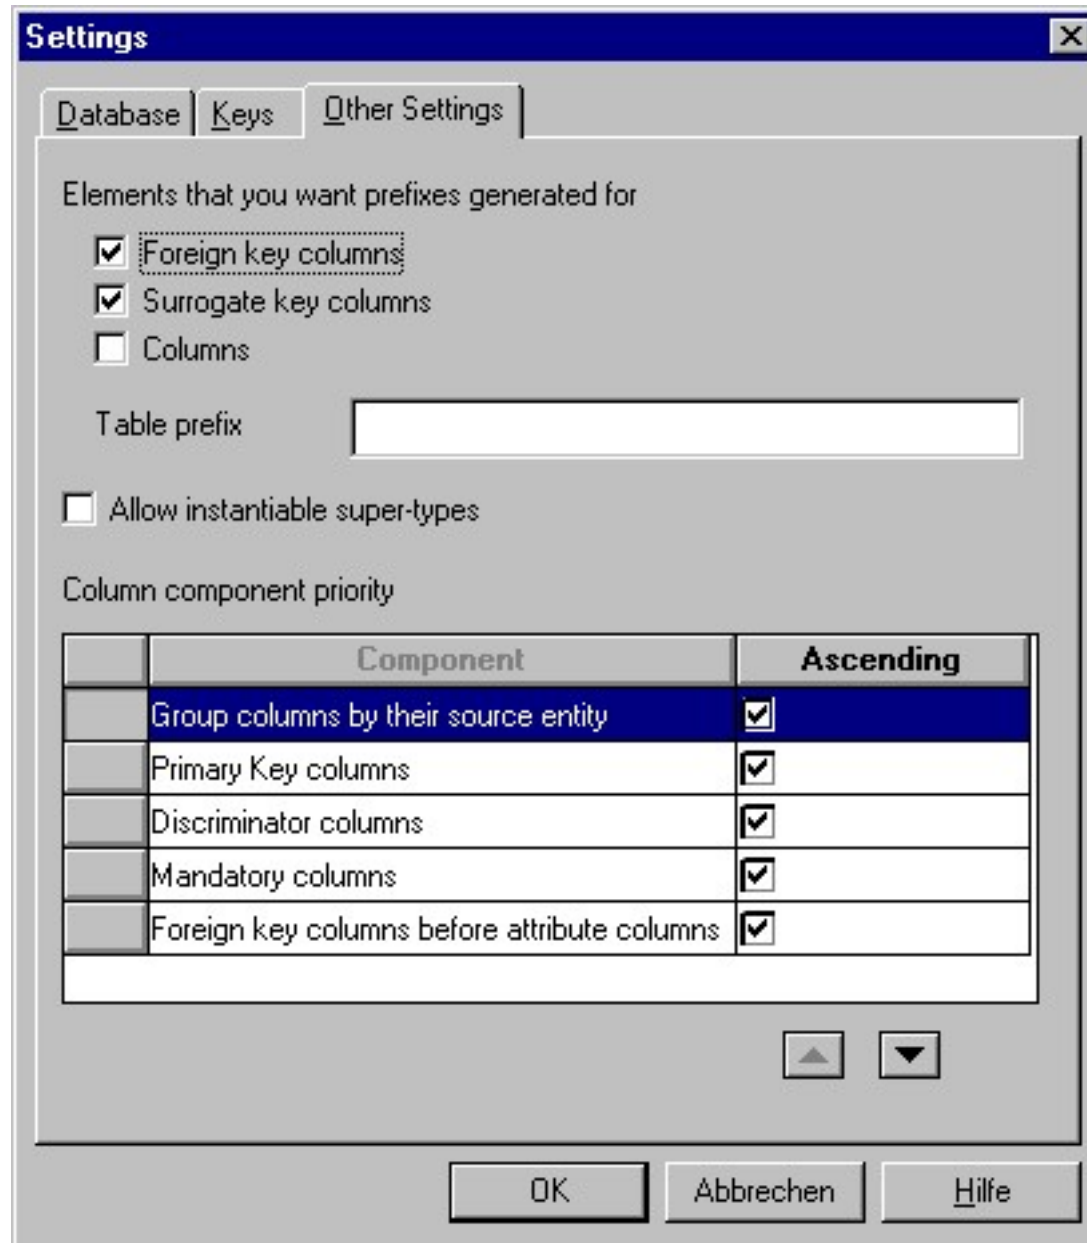 Settings
Database Keys Other Settings
Elements that you want prefixes generated for
Foreign key columns
Surrogate key columns
Columns
Table prefix
Allow instantiable super-types
Column component priority
Component Ascending
Group columns by their source entity
Primary Key columns
Discriminator columns
Mandatory columns
Foreign key columns before attribute columns
OK Abbrechen Hilfe